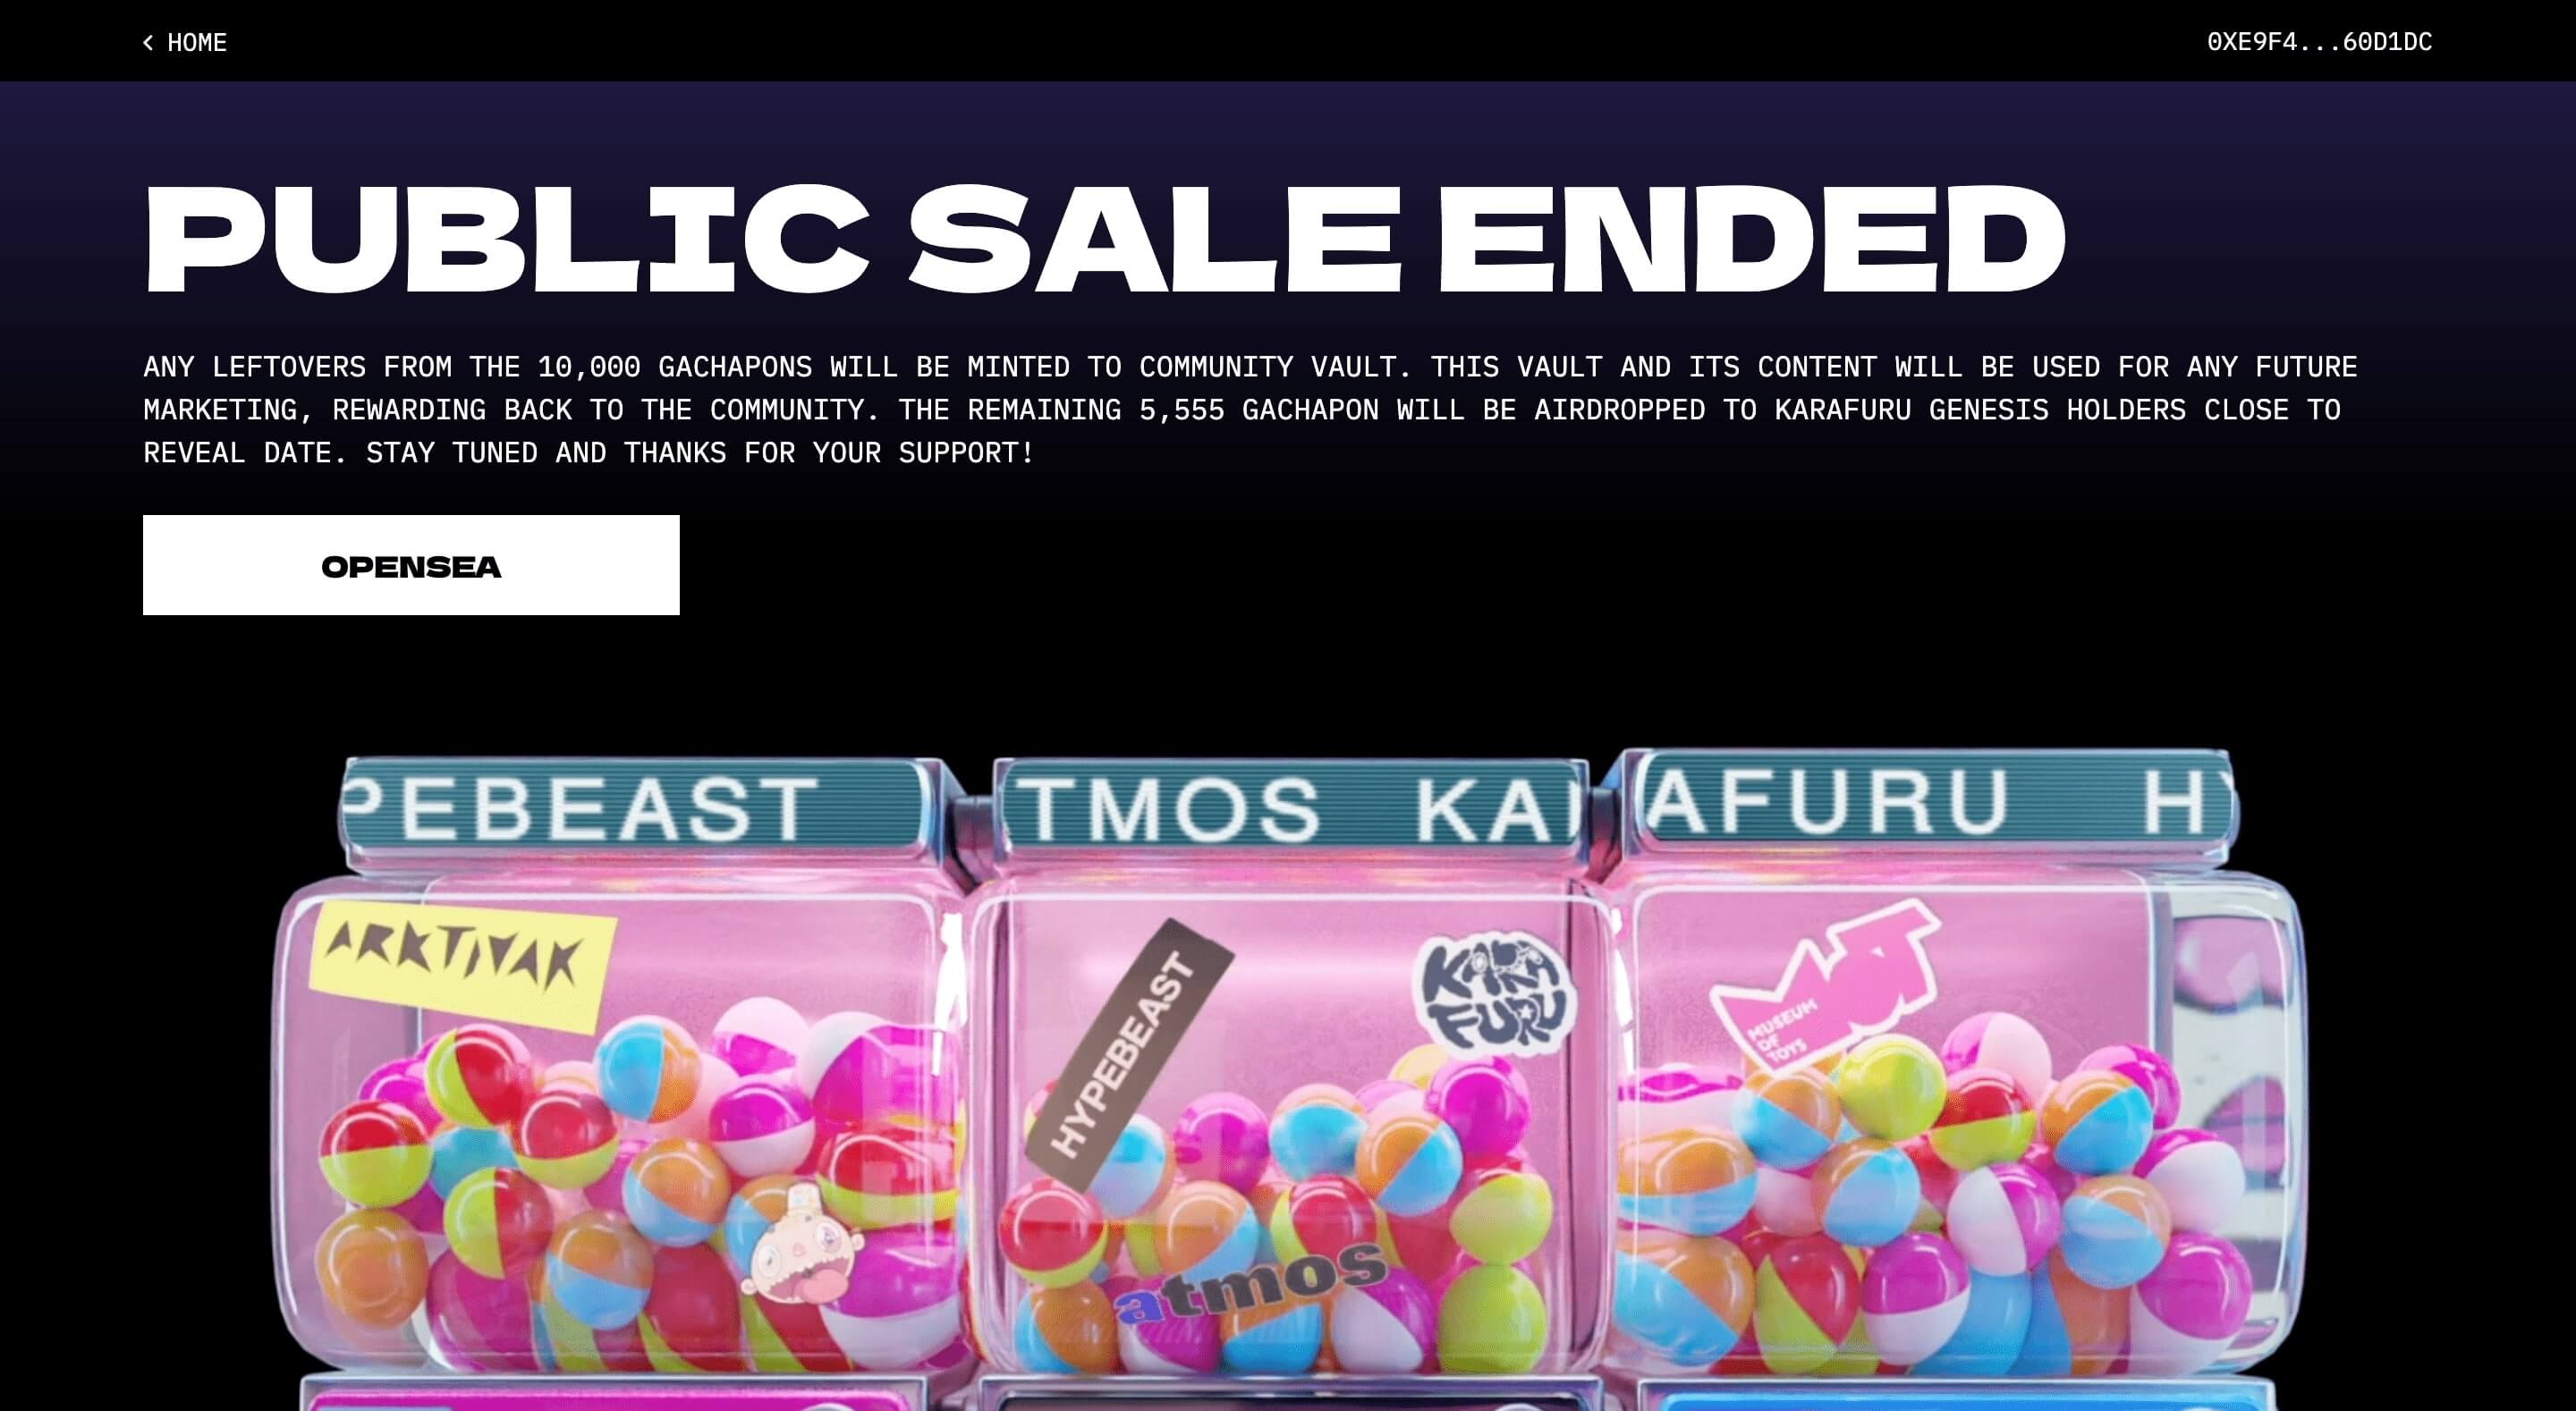 HOME
0XE9F4...60D1DC
PUBLIC SALE ENDED
ANY LEFTOVERS FROM THE 10,000 GACHAPONS WILL BE MINTED TO COMMUNITY VAULT. THIS VAULT AND ITS CONTENT WILL BE USED FOR ANY FUTURE
MARKETING, REWARDING BACK TO THE COMMUNITY. THE REMAINING 5,555 GACHAPON WILL BE AIRDROPPED TO KARAFURU GENESIS HOLDERS CLOSE TO
REVEAL DATE. STAY TUNED AND THANKS FOR YOUR SUPPORT!
OPENSEA
PEBEAST
TMOS KA
AFURU HY
ARKTIVAK
HYPEBEAST
KARA
FURU
MUSEUM
OF
TOYS
atmos